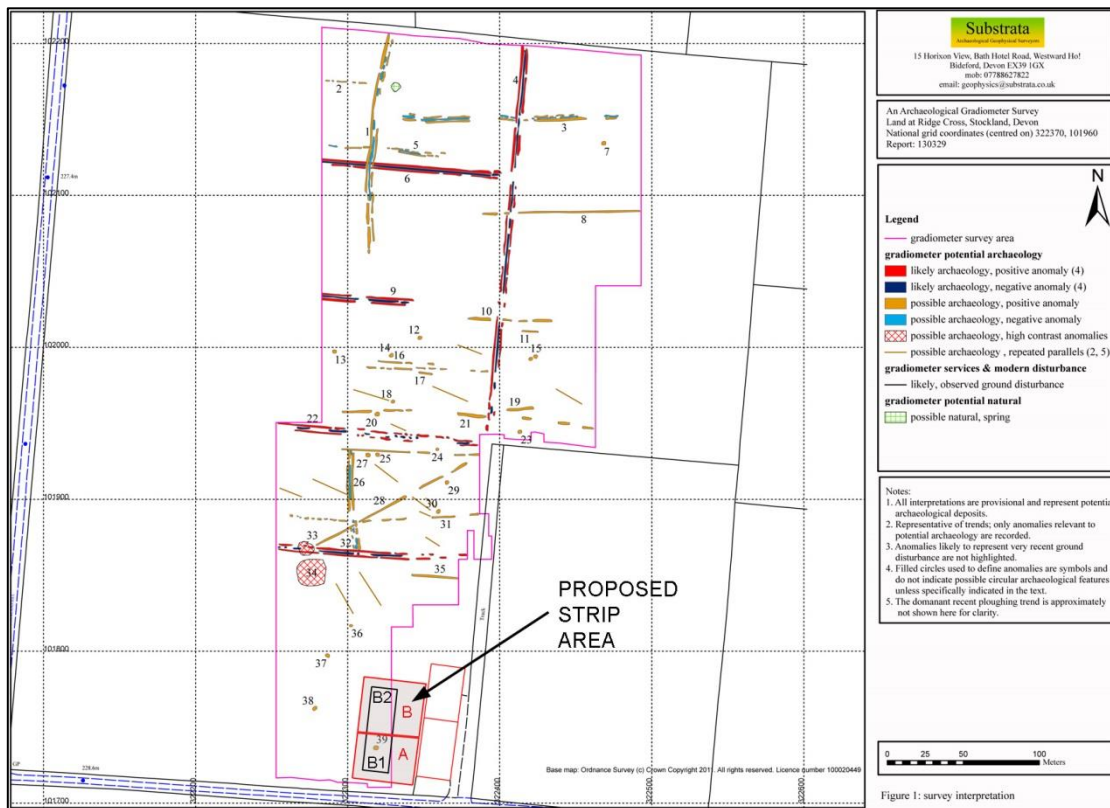 Substrata
Archaeological Geophysical Surveyors
15 Horixon View, Bath Hotel Road, Westward Ho!
Bideford, Devon EX39 1GX
mob: 07788627822
email: geophysics@substrata.co.uk
An Archaeological Gradiometer Survey
Land at Ridge Cross, Stockland, Devon
National grid coordinates (centred on) 322370, 101960
Report: 130329
N
Legend
gradiometer survey area
gradiometer potential archaeology
likely archaeology, positive anomaly (4)
likely archaeology, negative anomaly (4)
possible archaeology, positive anomaly
possible archaeology, negative anomaly
possible archaeology, high contrast anomalies
possible archaeology , repeated parallels (2, 5)
gradiometer services & modern disturbance
likely, observed ground disturbance
gradiometer potential natural
possible natural, spring
Notes:
1. All interpretations are provisional and represent potential
archaeological deposits.
2. Representative of trends; only anomalies relevant to
potential archaeology are recorded.
3. Anomalies likely to represent very recent ground
disturbance are not highlighted.
4. Filled circles used to define anomalies are symbols and
do not indicate possible circular archaeological features
unless specifically indicated in the text.
5. The domanant recent ploughing trend is approximately
not shown here for clarity.
0 25 50 100
Meters
Figure 1: survey interpretation
102200
102100
102000
101900
101800
101700
322000
322100
322400
322500
322600
227.4m
228.6m
GP
Track
1
2
3
4
5
6
7
8
9
10
11
12
13
14
15
16
17
18
19
20
21
22
23
24
25
26
27
28
29
30
31
32
33
34
35
36
37
38
39
PROPOSED
STRIP
AREA
B2
B
A
B1
Base map: Ordnance Survey (c) Crown Copyright 2011. All rights reserved. Licence number 100020449